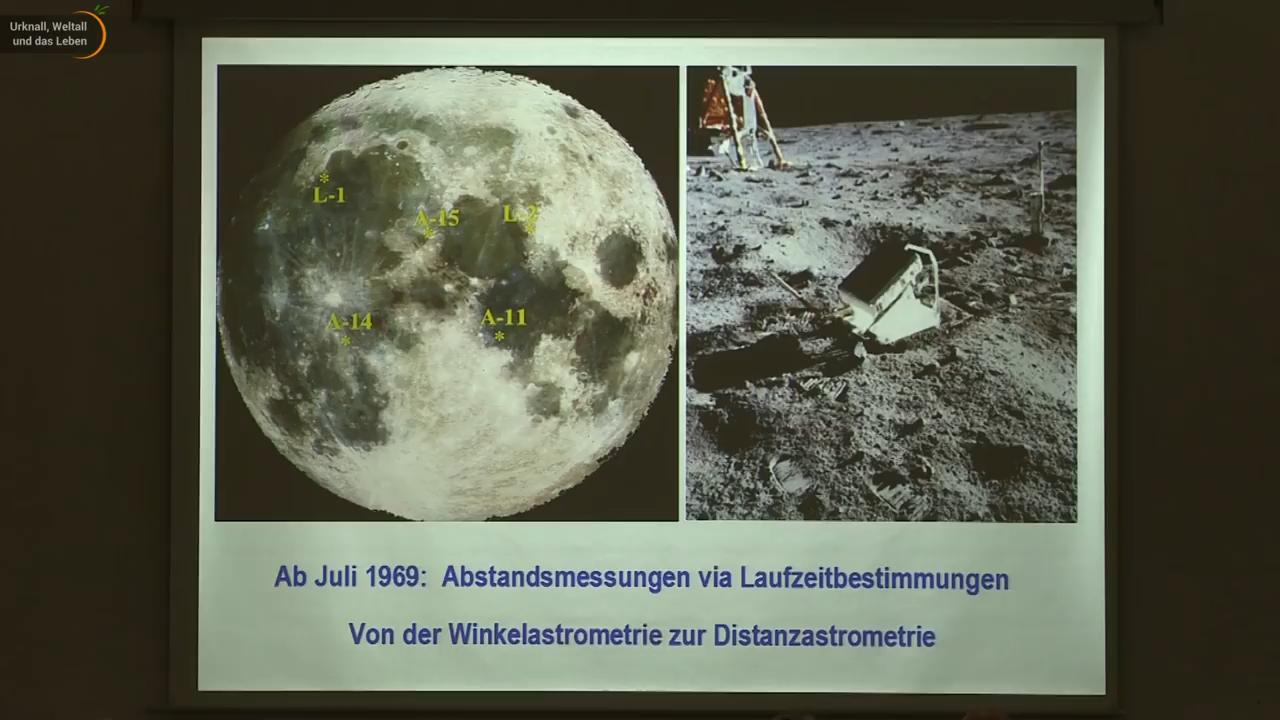 Urknall, Weltall
und das Leben
L-1
A-15
L-2
A-14
A-11
Ab Juli 1969: Abstandsmessungen via Laufzeitbestimmungen
Von der Winkelastrometrie zur Distanzastrometrie